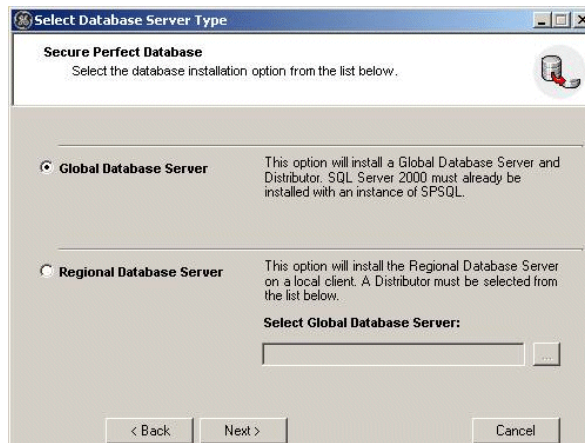 Select Database Server Type
Secure Perfect Database
Select the database installation option from the list below.
Global Database Server
This option will install a Global Database Server and
Distributor. SQL Server 2000 must already be
installed with an instance of SPSQL.
Regional Database Server
This option will install the Regional Database Server
on a local client. A Distributor must be selected from
the list below.
Select Global Database Server:
...
< Back
Next >
Cancel